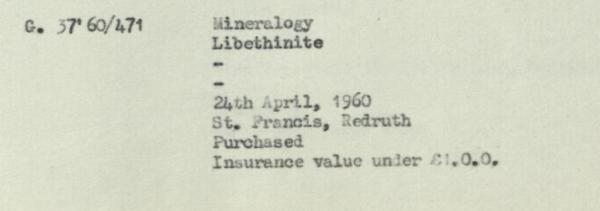 G. 37'60/471 Mineralogy
Libethinite
-
-
24th April, 1960
St. Francis, Redruth
Purchased
Insurance value under £1.0.0.